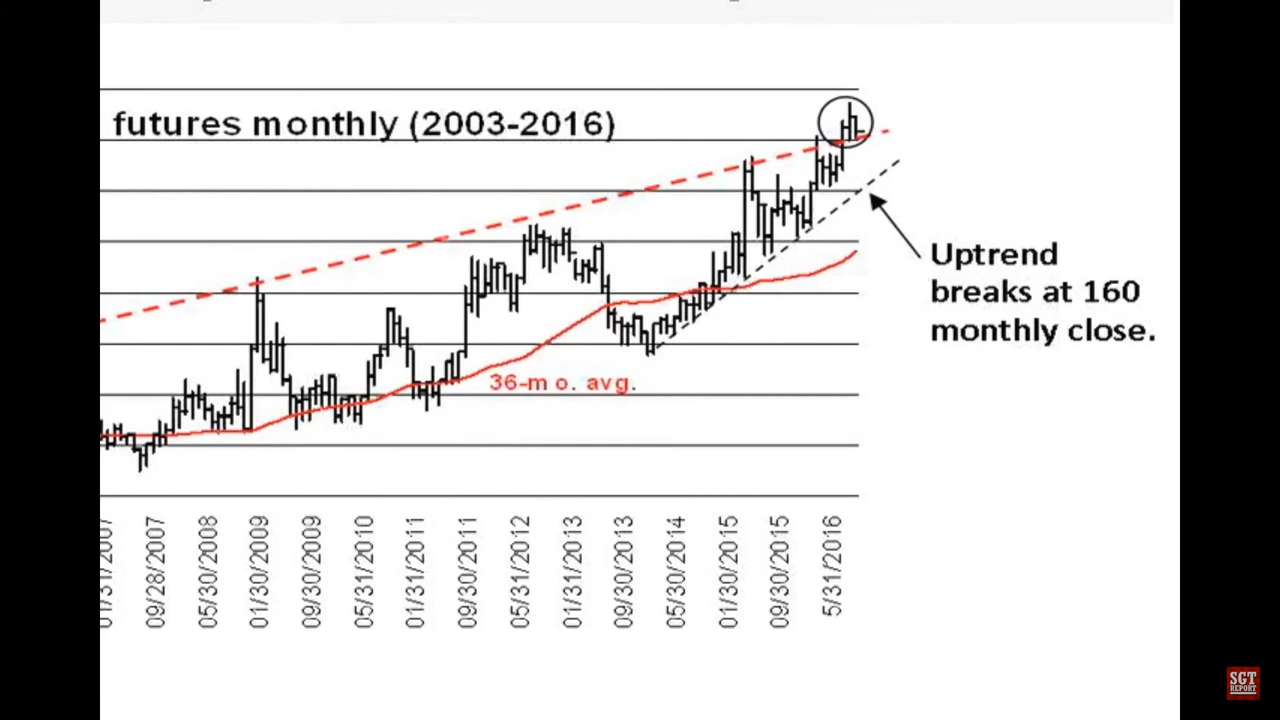 futures monthly (2003-2016)
Uptrend
breaks at 160
monthly close.
36-mo. avg.
01/31/2007
09/28/2007
05/30/2008
01/30/2009
09/30/2009
05/31/2010
01/31/2011
09/30/2011
05/31/2012
01/31/2013
09/30/2013
05/30/2014
01/30/2015
09/30/2015
5/31/2016
SGT
REPORT